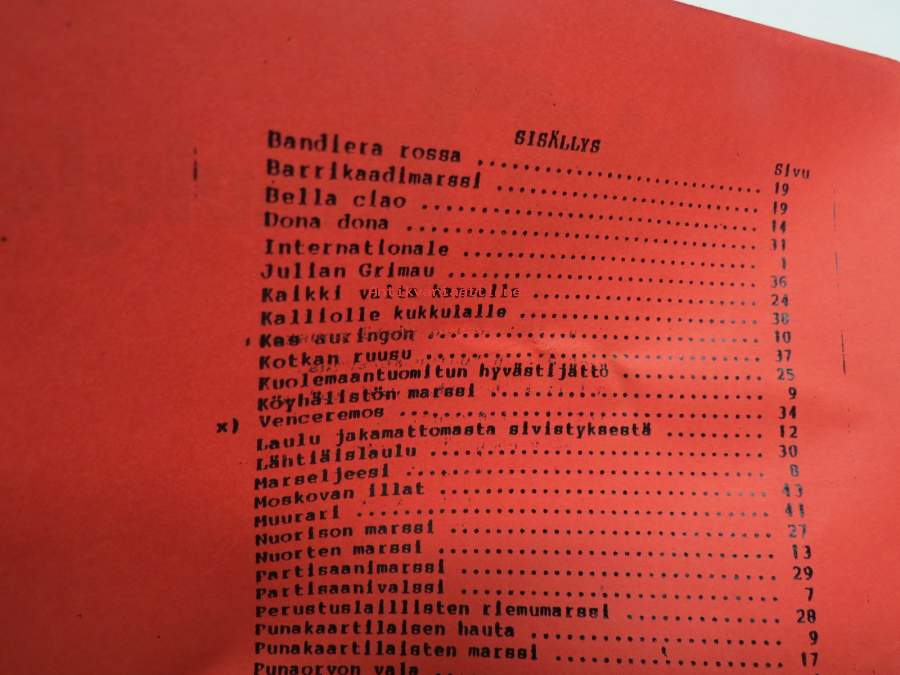 SISÄLLYS
Sivu
Bandiera rossa .......... 19
Barrikaadimarssi .......... 19
Bella ciao .......... 14
Dona dona .......... 31
Internationale .......... 1
Julian Grimau .......... 36
Kaikki .......... 24
Kalliolle kukkulalle .......... 38
Kas auringon .......... 10
Kotkan ruusu .......... 37
Kuolemaantuomitun hyvästijättö .......... 25
Köyhälistön marssi .......... 9
x) Venceremos .......... 34
Laulu jakamattomasta sivistyksestä .......... 12
Lähtiäislaulu .......... 30
Marseljeesi .......... 8
Moskovan illat .......... 43
Muurari .......... 41
Nuorison marssi .......... 27
Nuorten marssi .......... 13
Partisaanimarssi .......... 29
Partisaanivalssi .......... 7
Perustuslaillisten riemumarssi .......... 28
Punakaartilaisen hauta .......... 9
Punakaartilaisten marssi .......... 17
Punaorvon vala